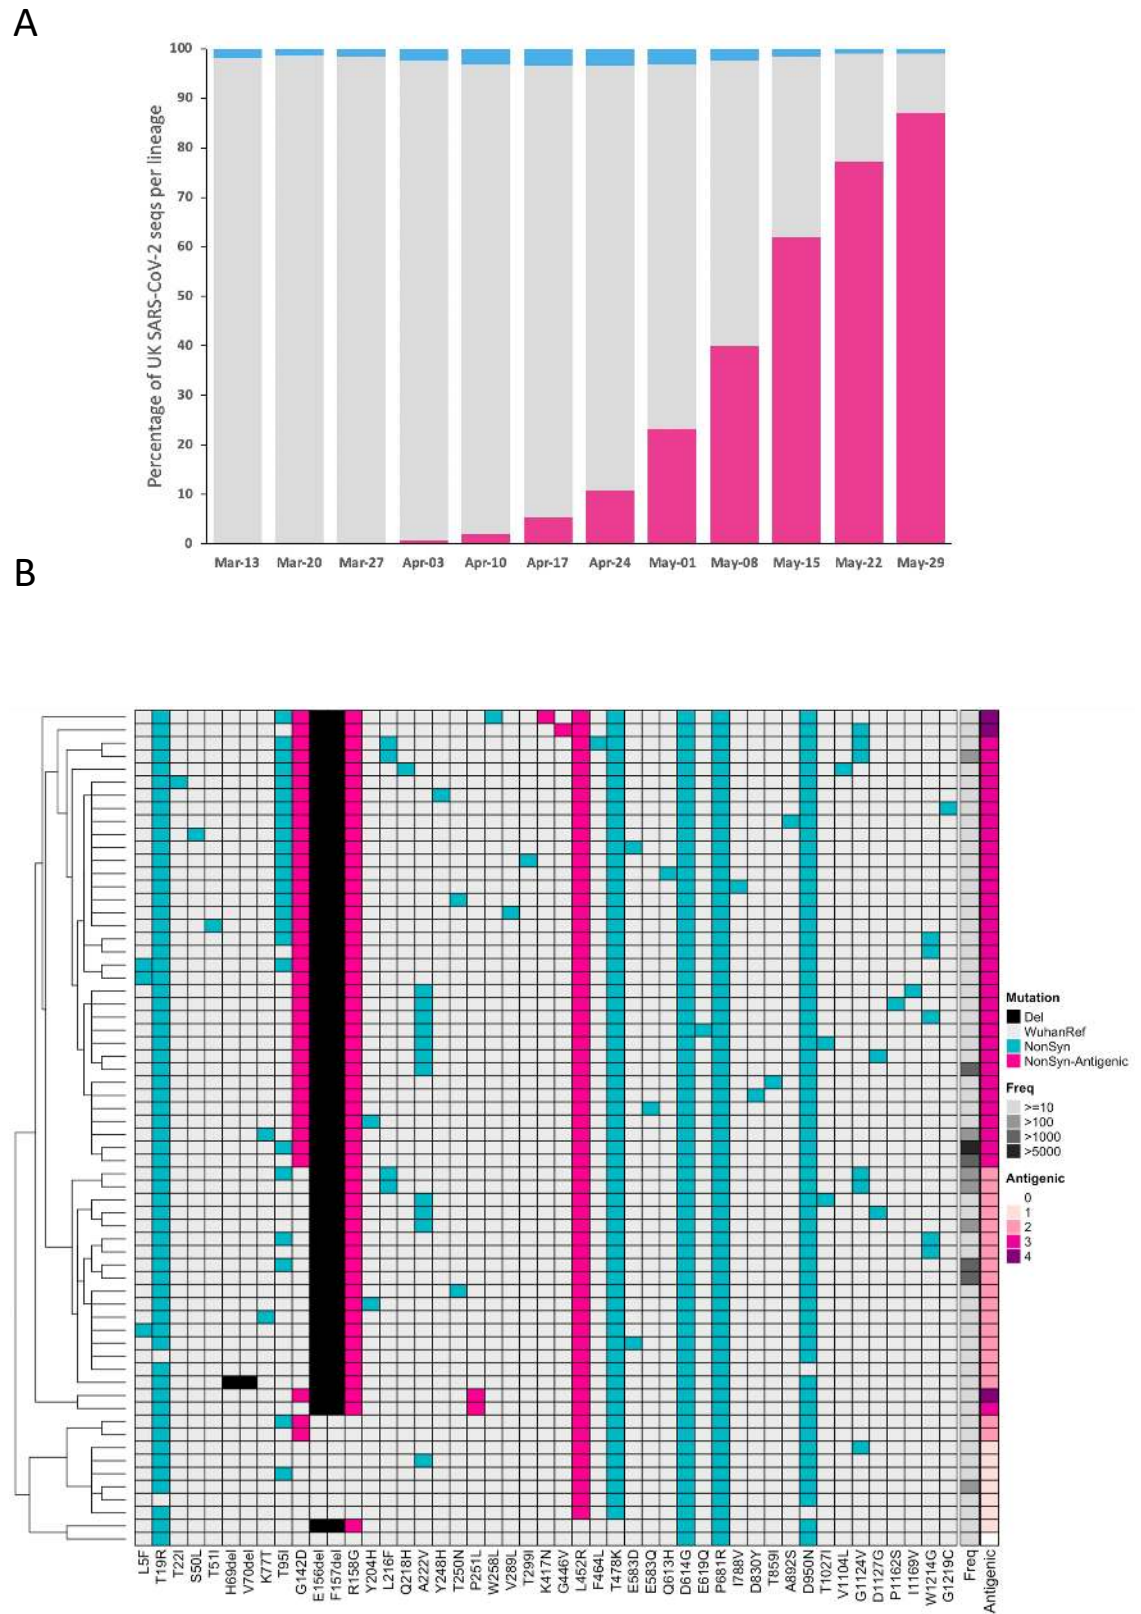 A
Percentage of UK SARS-CoV-2 seqs per lineage
100
90
80
70
60
50
40
30
20
10
0
Mar-13 Mar-20 Mar-27 Apr-03 Apr-10 Apr-17 Apr-24 May-01 May-08 May-15 May-22 May-29
B
Mutation
Del
WuhanRef
NonSyn
NonSyn-Antigenic
Freq
>=10
>100
>1000
>5000
Antigenic
0
1
2
3
4
L5F
T19R
T22I
S50L
T51I
H69del
V70del
K77T
T95I
G142D
E156del
F157del
R158G
Y204H
L216F
Q218H
A222V
Y248H
T250N
P251L
W258L
V289L
T299I
K417N
G446V
L452R
F464L
T478K
E583D
E583Q
Q613H
D614G
E619Q
P681R
I788V
D830Y
T859I
A892S
D950N
T1027I
V1104L
G1124V
D1127G
P1162S
I1169V
W1214G
G1219C
Freq
Antigenic